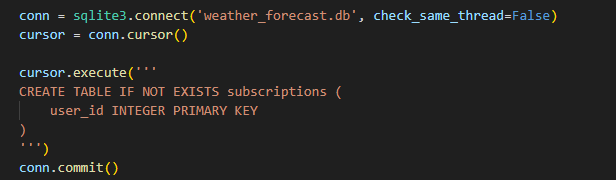 conn = sqlite3.connect('weather_forecast.db', check_same_thread=False)
cursor = conn.cursor()

cursor.execute('''
CREATE TABLE IF NOT EXISTS subscriptions (
    user_id INTEGER PRIMARY KEY
)
''')
conn.commit()